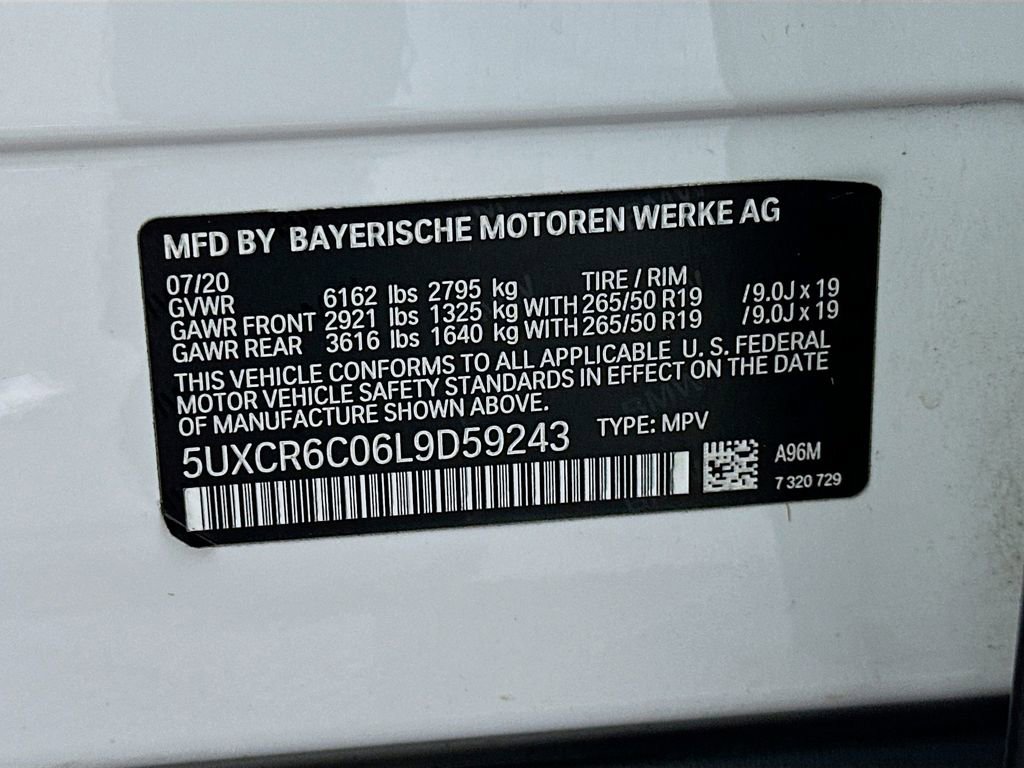 MFD BY BAYERISCHE MOTOREN WERKE AG
07/20 TIRE / RIM
GVWR 6162 lbs 2795 kg
GAWR FRONT 2921 lbs 1325 kg WITH 265/50 R19 /9.0J x 19
GAWR REAR 3616 lbs 1640 kg WITH 265/50 R19 /9.0J x 19
THIS VEHICLE CONFORMS TO ALL APPLICABLE U. S. FEDERAL
MOTOR VEHICLE SAFETY STANDARDS IN EFFECT ON THE DATE
OF MANUFACTURE SHOWN ABOVE.
5UXCR6C06L9D59243 TYPE: MPV
A96M
7 320 729